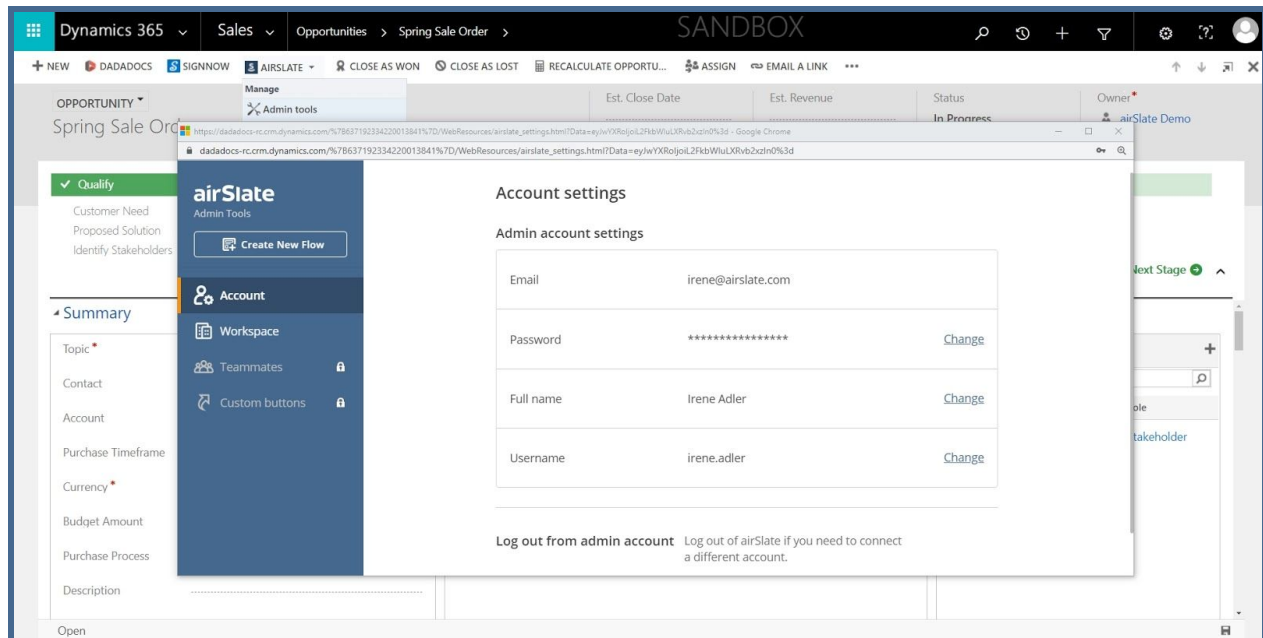 Dynamics 365 Sales Opportunities > Spring Sale Order > SANDBOX
NEW DADADOCS SIGNNOW AIRSLATE CLOSE AS WON CLOSE AS LOST RECALCULATE OPPORTU... ASSIGN EMAIL A LINK
Manage
Admin tools
OPPORTUNITY
Spring Sale Ord
Est. Close Date
Est. Revenue
Status
In Progress
Owner*
airSlate Demo
- Google Chrome
Qualify
Customer Need
Proposed Solution
Identify Stakeholders
Next Stage
Summary
Topic*
Contact
Account
Purchase Timeframe
Currency*
Budget Amount
Purchase Process
Description
Open
airSlate
Admin Tools
Create New Flow
Account
Workspace
Teammates
Custom buttons
Account settings
Admin account settings
Email irene@airslate.com
Password **************** Change
Full name Irene Adler Change
Username irene.adler Change
Log out from admin account Log out of airSlate if you need to connect
a different account.
ole
takeholder